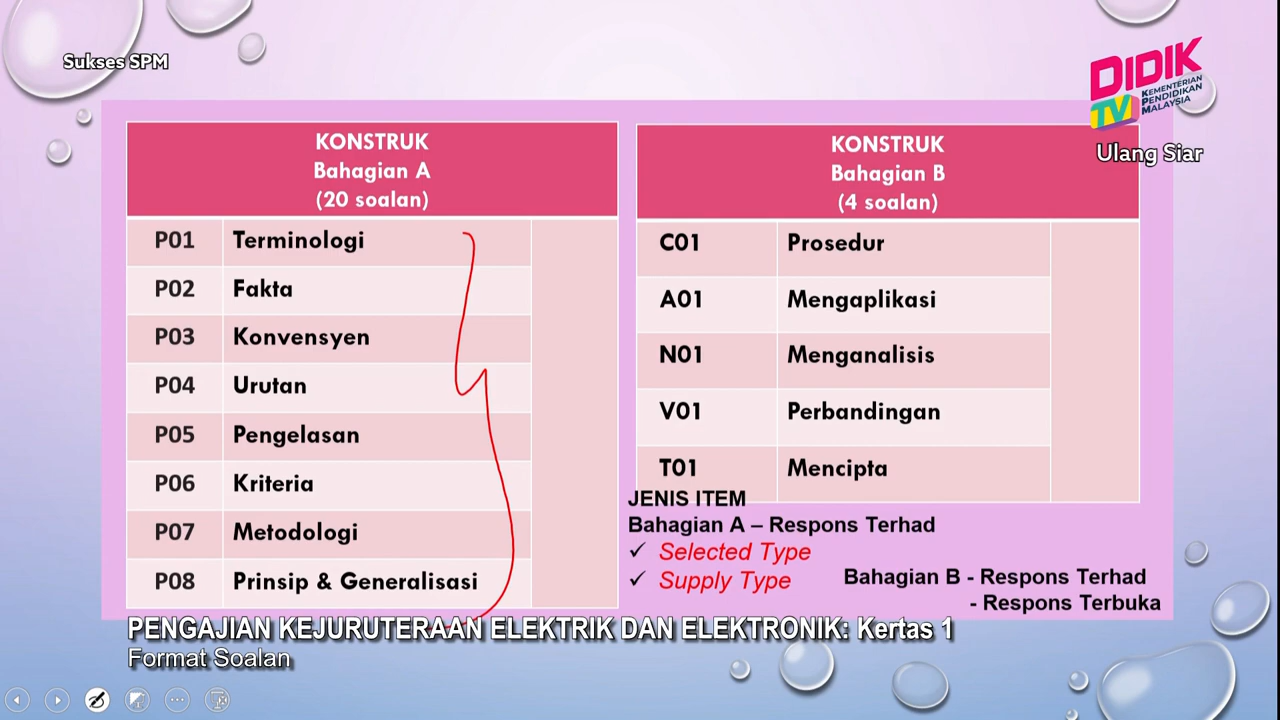 Sukses SPM
DIDIK
TV
KEMENTERIAN
PENDIDIKAN
MALAYSIA
Ulang Siar
KONSTRUK
Bahagian A
(20 soalan)
P01 Terminologi
P02 Fakta
P03 Konvensyen
P04 Urutan
P05 Pengelasan
P06 Kriteria
P07 Metodologi
P08 Prinsip & Generalisasi
KONSTRUK
Bahagian B
(4 soalan)
C01 Prosedur
A01 Mengaplikasi
N01 Menganalisis
V01 Perbandingan
T01 Mencipta
JENIS ITEM
Bahagian A – Respons Terhad
✓ Selected Type
✓ Supply Type
Bahagian B - Respons Terhad
- Respons Terbuka
PENGAJIAN KEJURUTERAAN ELEKTRIK DAN ELEKTRONIK: Kertas 1
Format Soalan